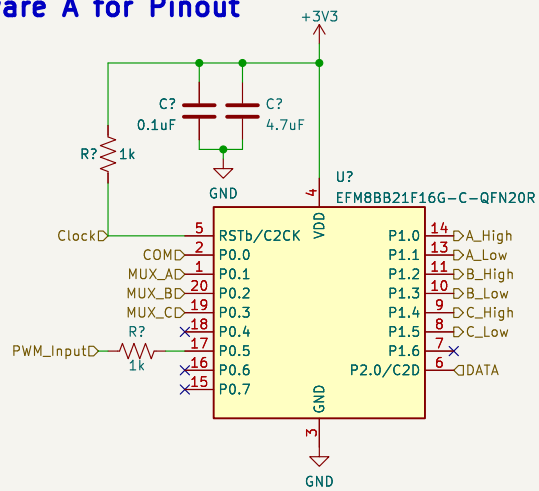 are A for Pinout
+3V3
C?
0.1uF
C?
4.7uF
R?
1k
GND
U?
EFM8BB21F16G-C-QFN20R
4
VDD
Clock
5
RSTb/C2CK
COM
2
P0.0
MUX_A
1
P0.1
MUX_B
20
P0.2
MUX_C
19
P0.3
18
P0.4
PWM_Input
R?
1k
17
P0.5
16
P0.6
15
P0.7
P1.0
14
A_High
P1.1
13
A_Low
P1.2
11
B_High
P1.3
10
B_Low
P1.4
9
C_High
P1.5
8
C_Low
P1.6
7
P2.0/C2D
6
DATA
GND
3
GND